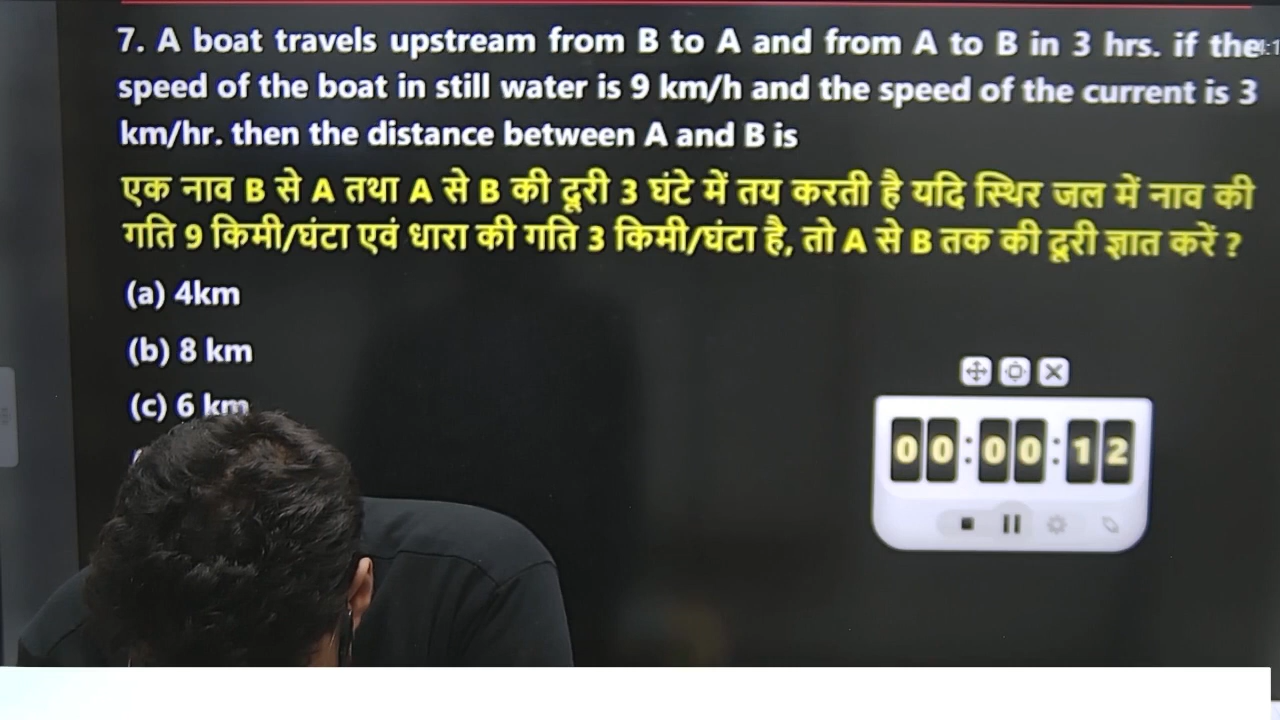 7. A boat travels upstream from B to A and from A to B in 3 hrs. if the
speed of the boat in still water is 9 km/h and the speed of the current is 3
km/hr. then the distance between A and B is
एक नाव B से A तथा A से B की दूरी 3 घंटे में तय करती है यदि स्थिर जल में नाव की
गति 9 किमी/घंटा एवं धारा की गति 3 किमी/घंटा है, तो A से B तक की दूरी ज्ञात करें ?
(a) 4km
(b) 8 km
(c) 6 km
00:00:12